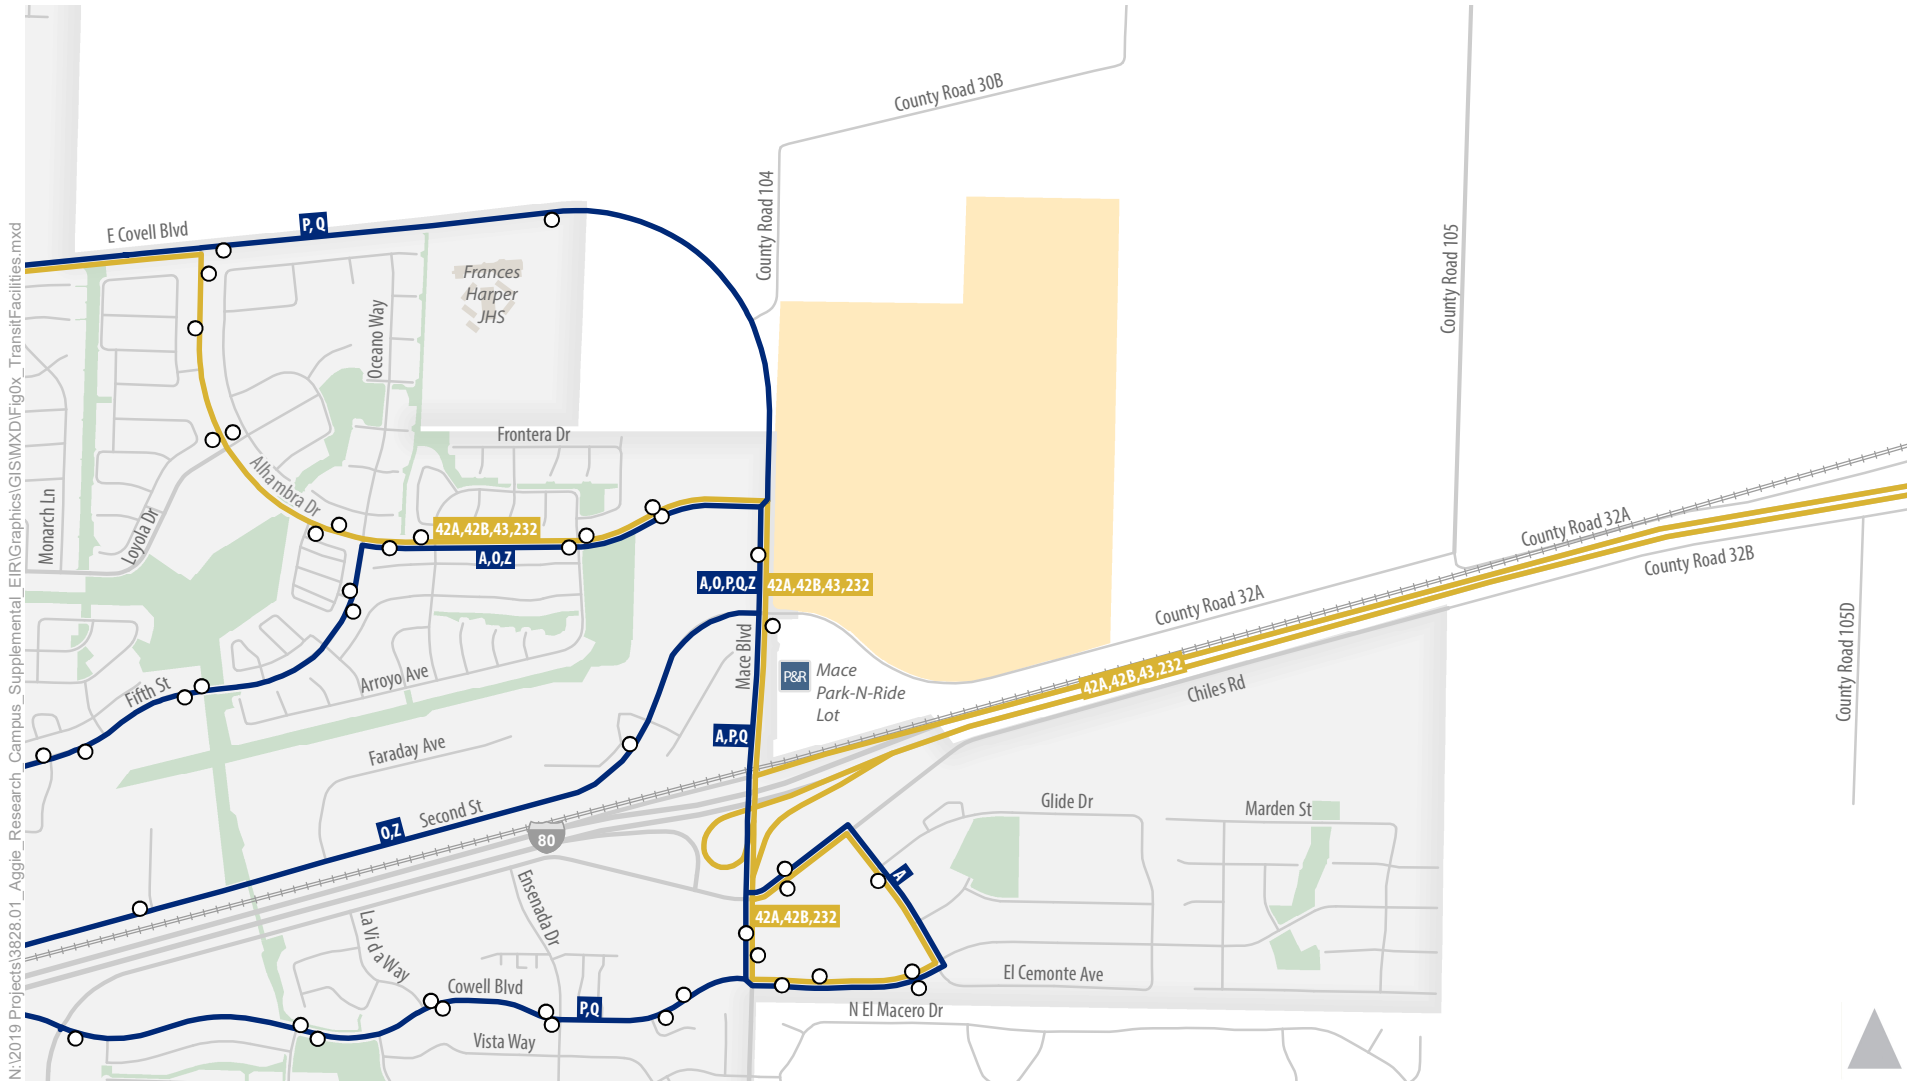 County Road 30B
County Road 104
E Covell Blvd
P, Q
County Road 105
Frances
Harper
JHS
Oceano Way
Frontera Dr
Monarch Ln
Loyola Dr
Alhambra Dr
42A,42B,43,232
A,O,Z
A,O,P,Q,Z
42A,42B,43,232
County Road 32A
County Road 32B
County Road 32A
County Road 105D
Mace Blvd
P&R
Mace
Park-N-Ride
Lot
42A,42B,43,232
Chiles Rd
Fifth St
Arroyo Ave
A,P,Q
Faraday Ave
Second St
O,Z
80
Glide Dr
Marden St
A
Ensenada Dr
La Vida Way
42A,42B,232
El Cemonte Ave
Cowell Blvd
P,Q
N El Macero Dr
Vista Way
N:\2019 Projects\3828.01_Aggie_Research_Campus_Supplemental_EIR\Graphics\GIS\MXD\Fig0x_TransitFacilities.mxd